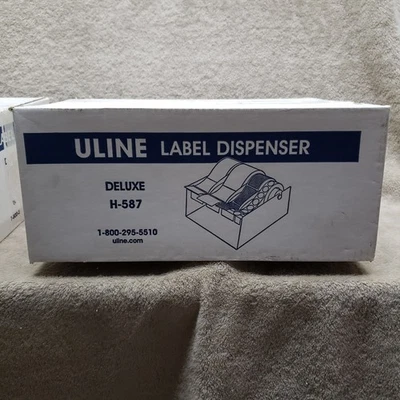 ULINE LABEL DISPENSER
DELUXE
H-587
1-800-295-5510
uline.com